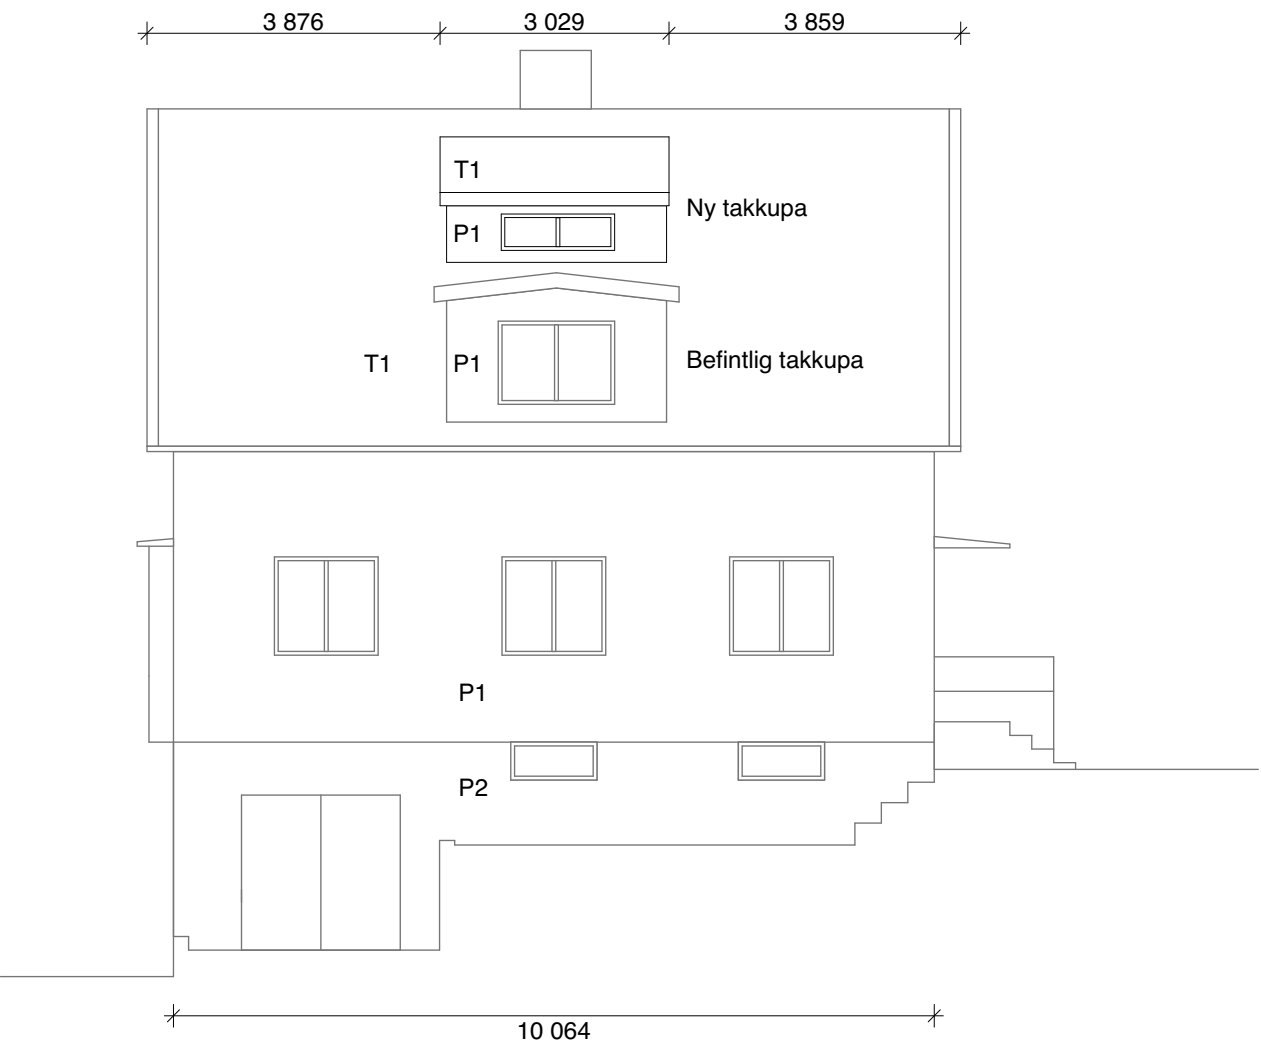 3 876 3 029 3 859
T1
Ny takkupa
P1
Befintlig takkupa
T1 P1
P1
P2
10 064